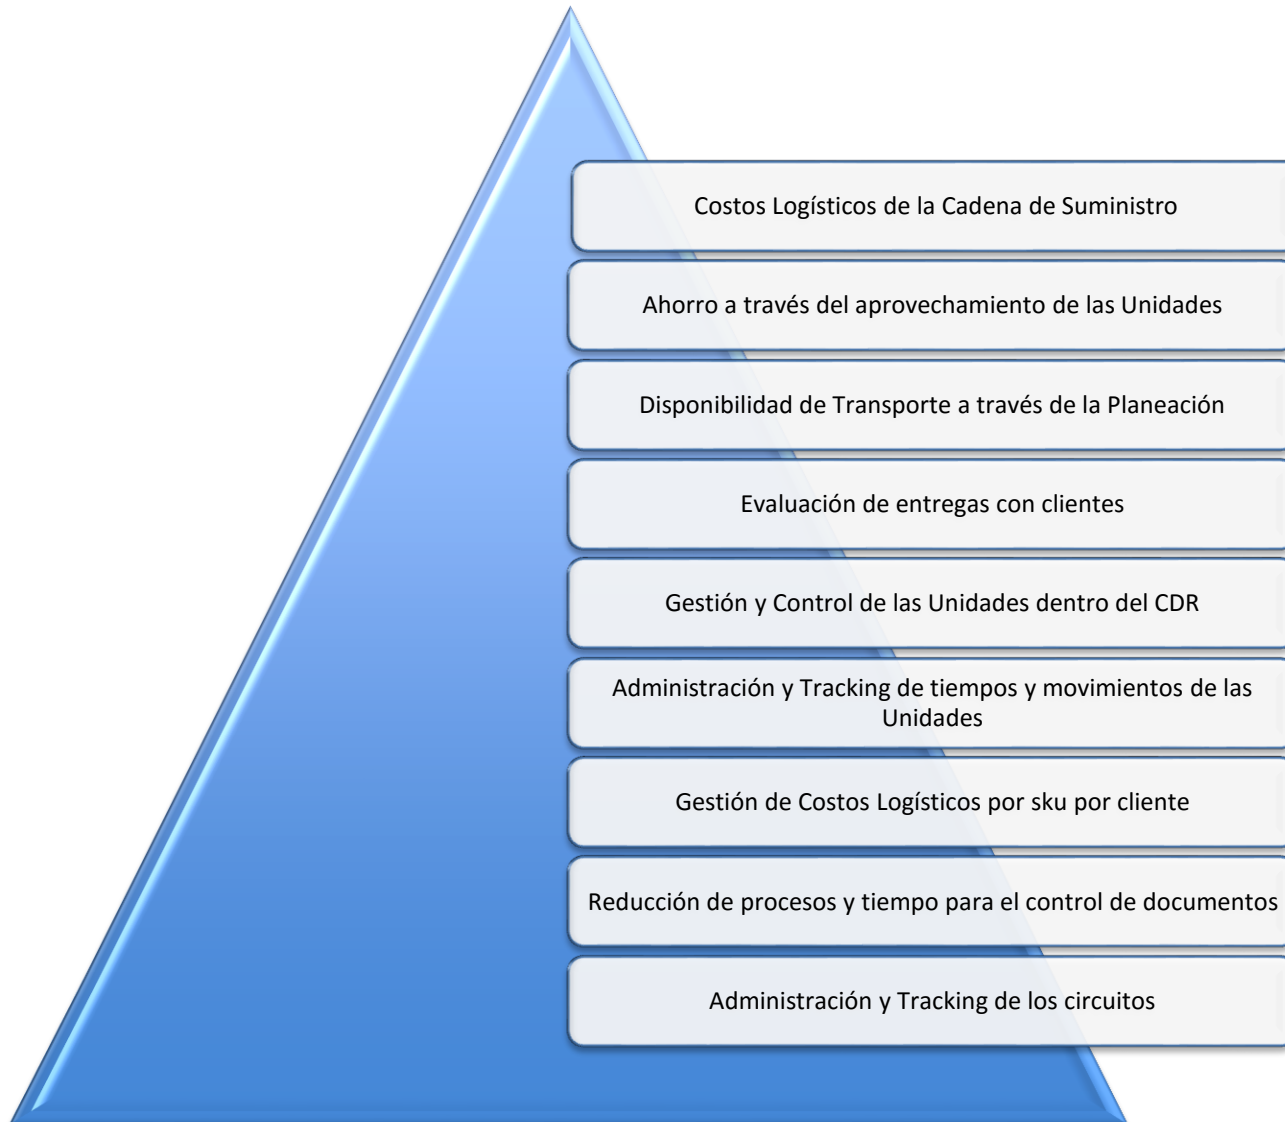 Costos Logísticos de la Cadena de Suministro
Ahorro a través del aprovechamiento de las Unidades
Disponibilidad de Transporte a través de la Planeación
Evaluación de entregas con clientes
Gestión y Control de las Unidades dentro del CDR
Administración y Tracking de tiempos y movimientos de las
Unidades
Gestión de Costos Logísticos por sku por cliente
Reducción de procesos y tiempo para el control de documentos
Administración y Tracking de los circuitos